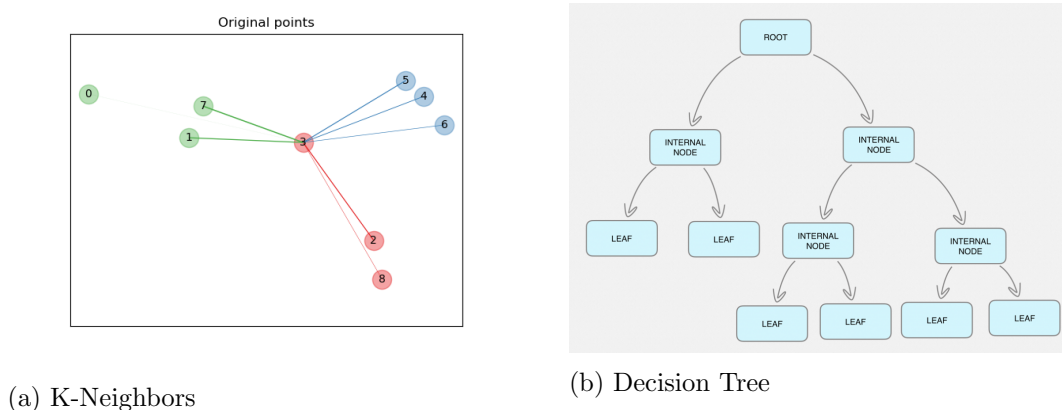 Original points
0
7
1
3
5
4
6
2
8
(a) K-Neighbors
ROOT
INTERNAL
NODE
INTERNAL
NODE
LEAF
LEAF
INTERNAL
NODE
INTERNAL
NODE
LEAF
LEAF
LEAF
LEAF
(b) Decision Tree